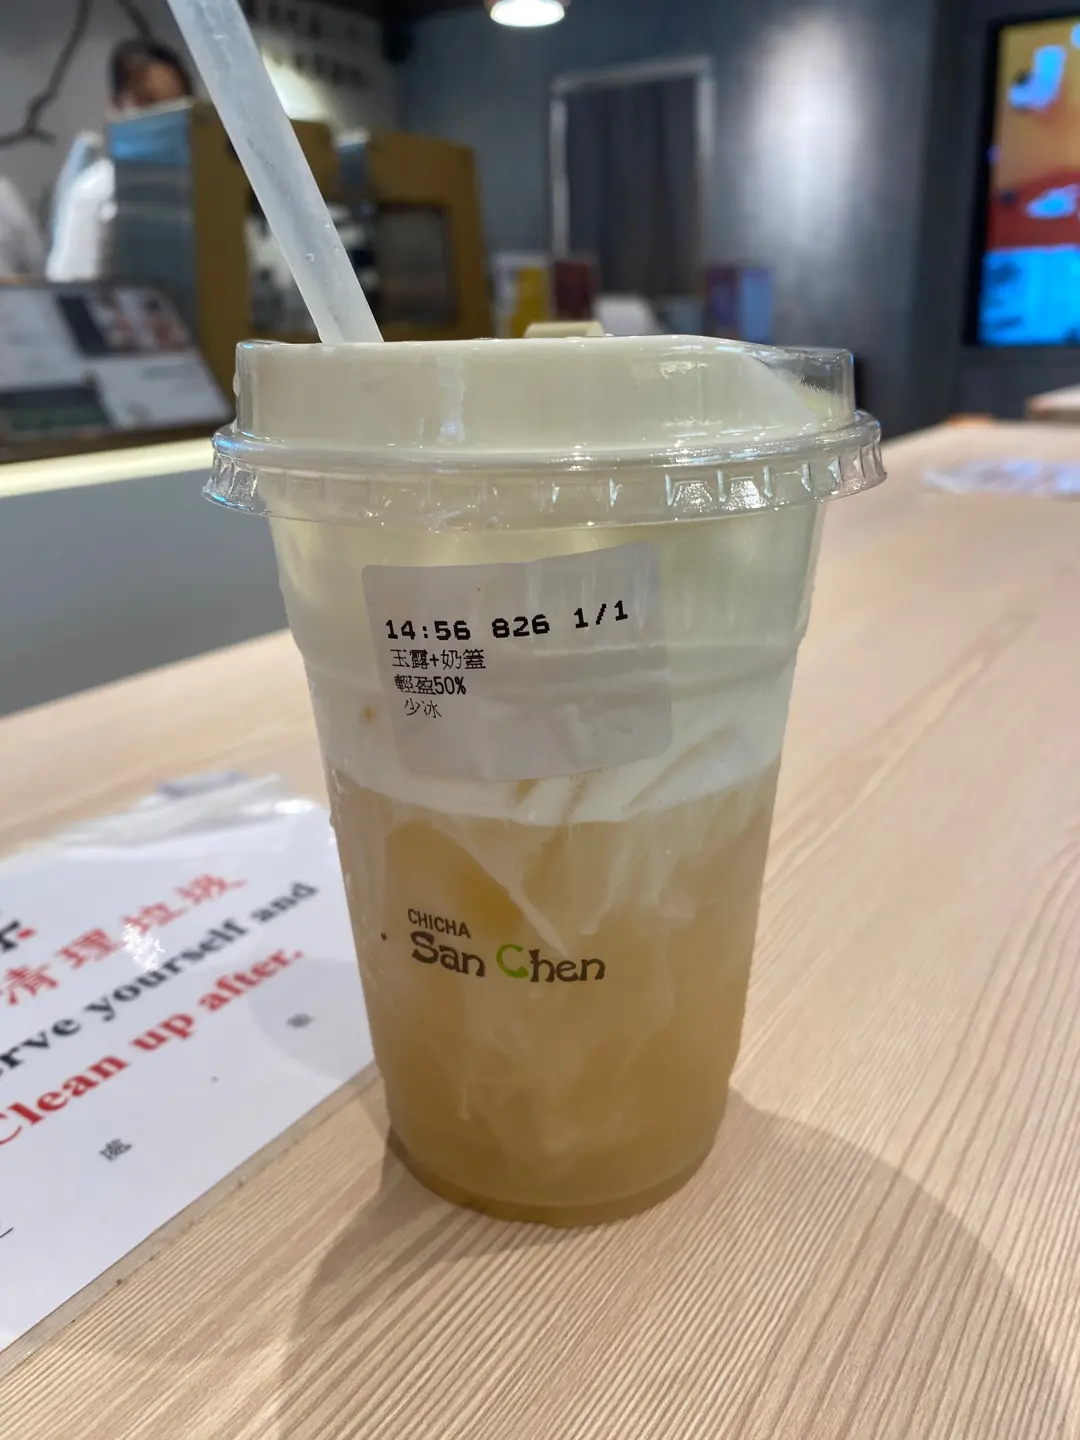 14:56 826 1/1
玉露+奶蓋
輕盈50%
少冰
CHICHA
San Chen
清理垃圾
erve yourself and
Clean up after.